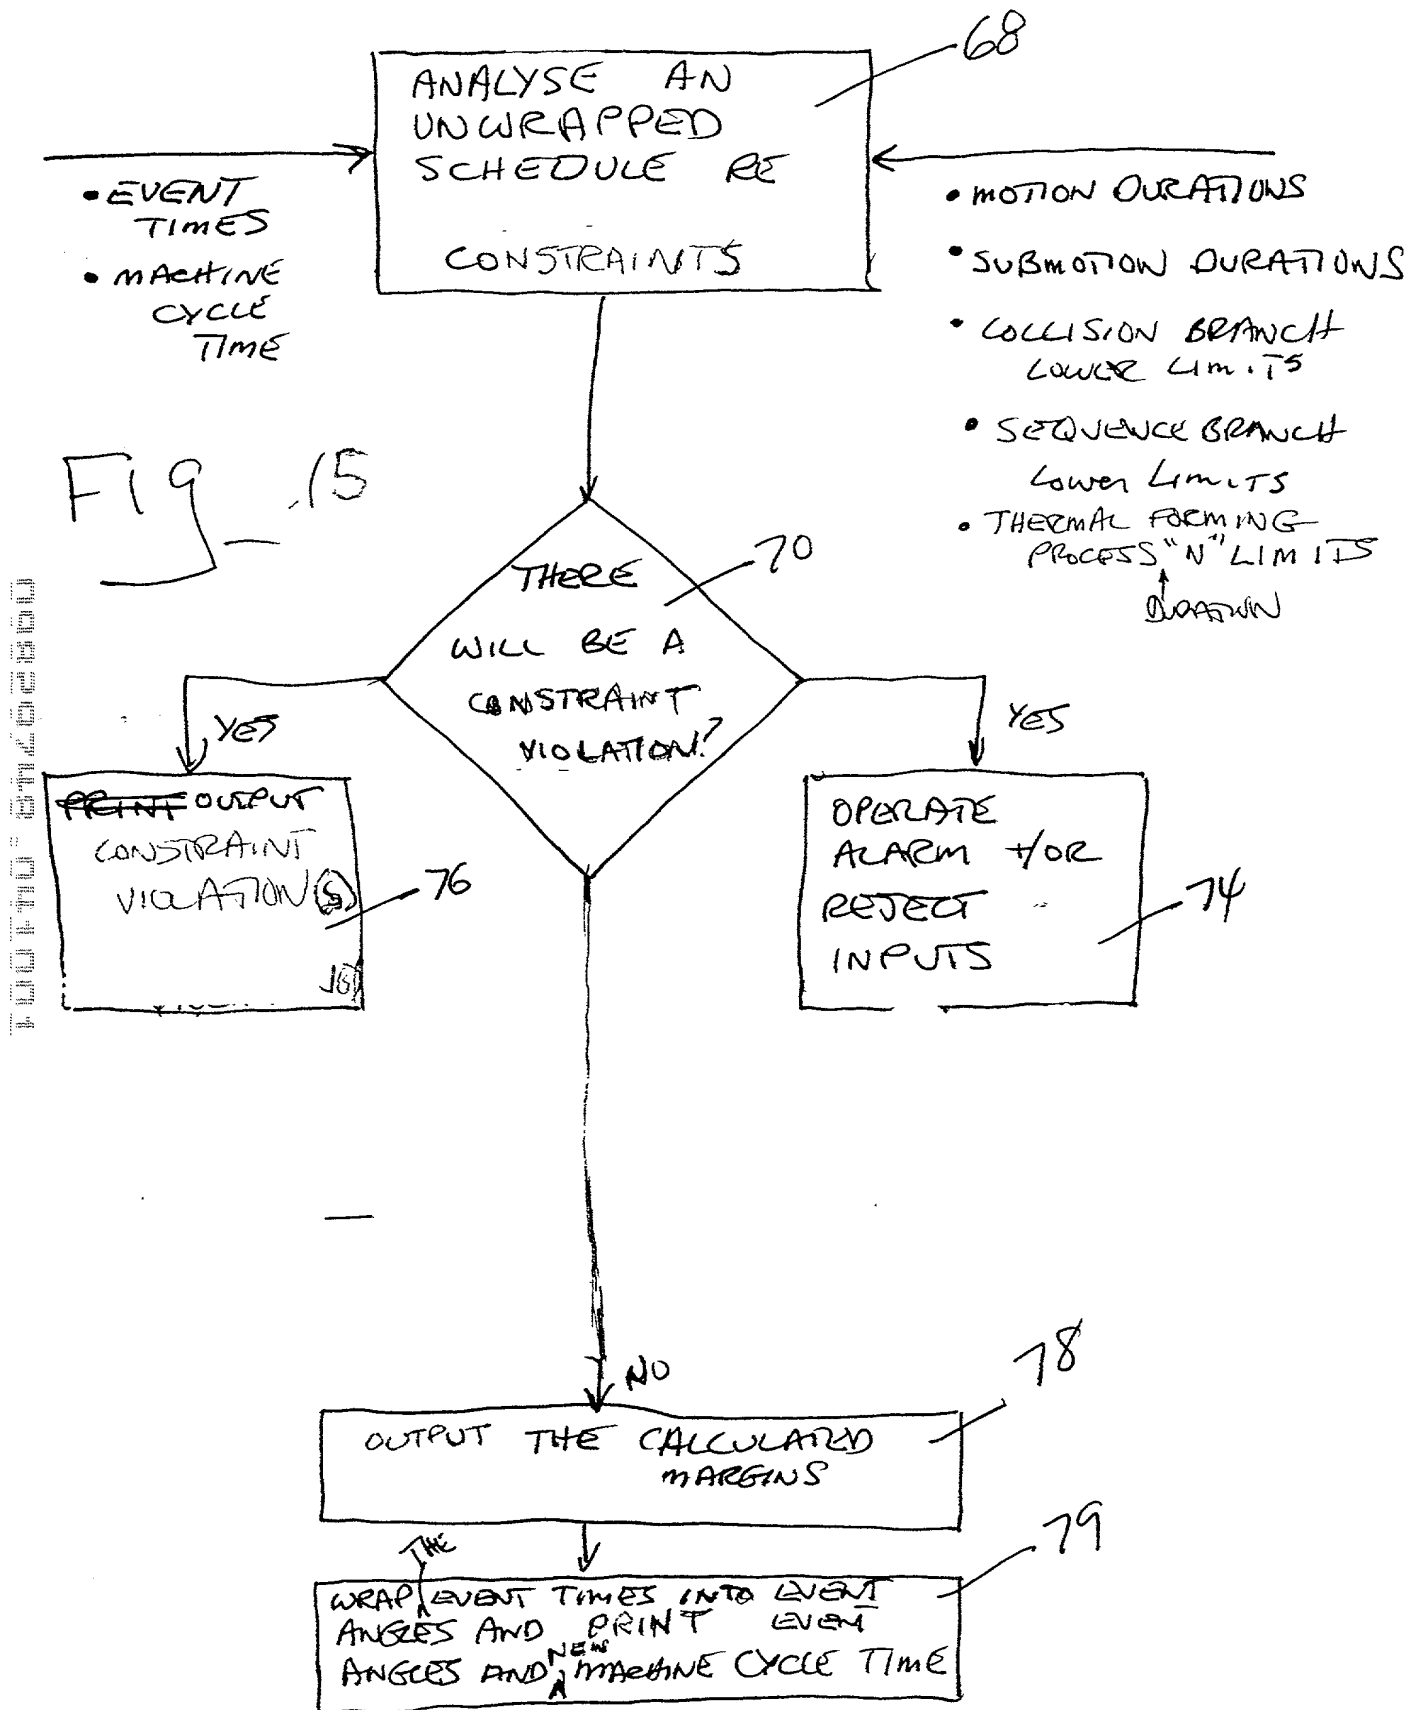 68
ANALYSE AN
UNWRAPPED
SCHEDULE RE
CONSTRAINTS
• EVENT
TIMES
• MACHINE
CYCLE
TIME
• MOTION DURATIONS
• SUBMOTION DURATIONS
• COLLISION BRANCH
LOWER LIMITS
• SEQUENCE BRANCH
LOWER LIMITS
• THERMAL FORMING
PROCESS "N" LIMITS
DURATION
Fig_15
70
THERE
WILL BE A
CONSTRAINT
VIOLATION?
YES
YES
PRINT OUTPUT
CONSTRAINT
VIOLATION(S)
76
OPERATE
ALARM +/OR
REJECT
INPUTS
74
NO
78
OUTPUT THE CALCULATED
MARGINS
79
THE
WRAP EVENT TIMES INTO EVENT
ANGLES AND PRINT EVENT
NEW
ANGLES AND MACHINE CYCLE TIME